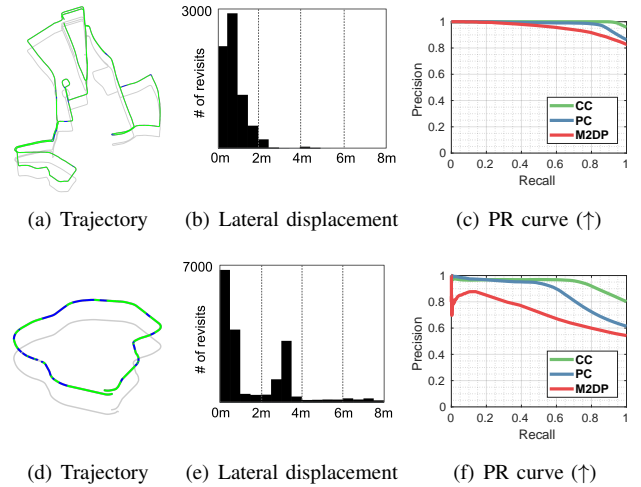 3000
# of revisits
0m 2m 4m 6m 8m
Precision
1
0.8
0.6
0.4
0.2
0
0 0.2 0.4 0.6 0.8 1
Recall
CC
PC
M2DP
(a) Trajectory
(b) Lateral displacement
(c) PR curve (↑)
7000
# of revisits
0m 2m 4m 6m 8m
Precision
1
0.8
0.6
0.4
0.2
0
0 0.2 0.4 0.6 0.8 1
Recall
CC
PC
M2DP
(d) Trajectory
(e) Lateral displacement
(f) PR curve (↑)